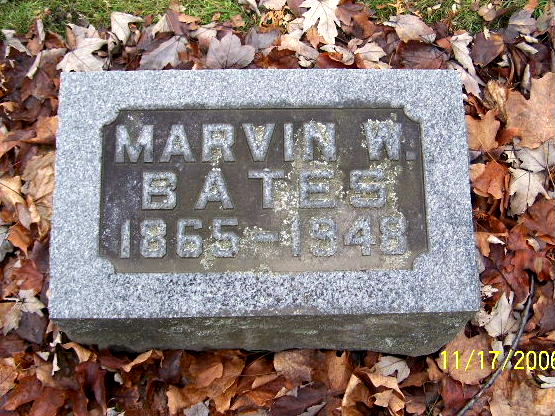 MARVIN W.
BATES
1865-1948
11/17/2006